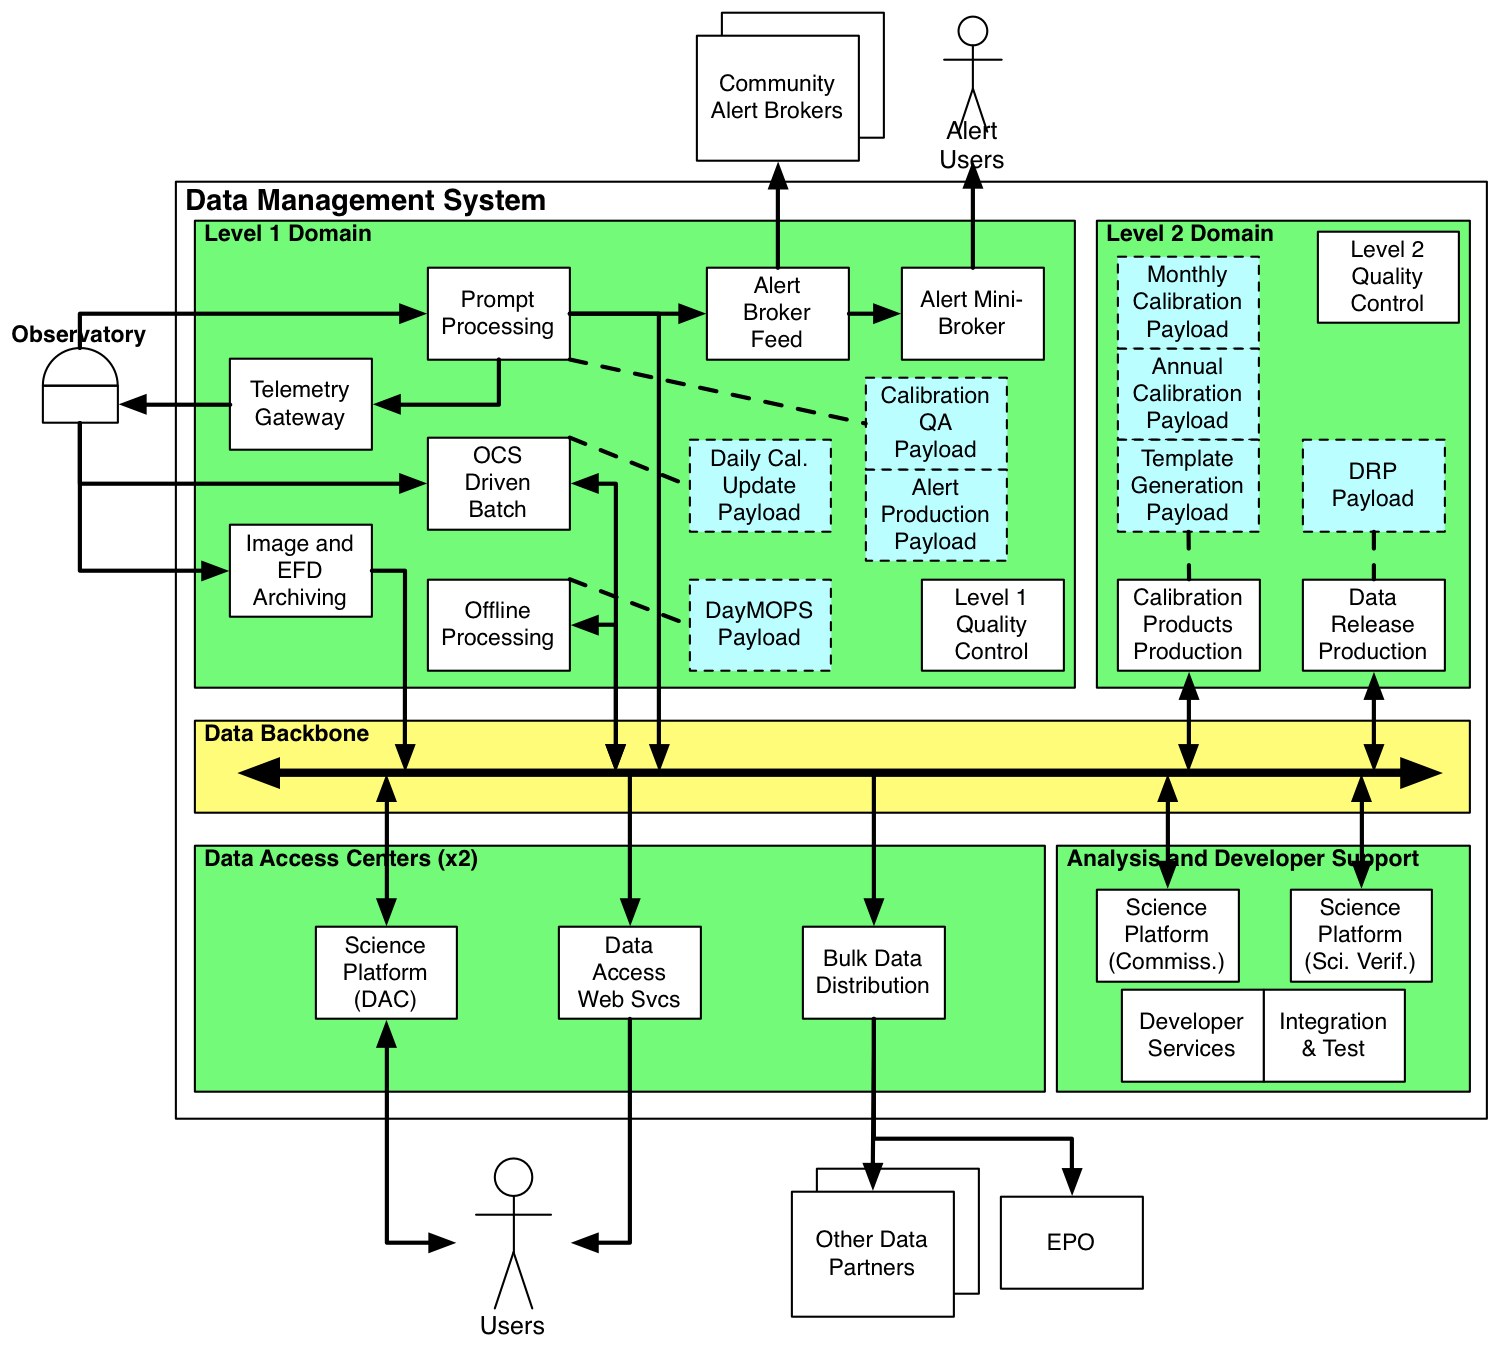 Community
Alert Brokers
Alert
Users
Data Management System
Level 1 Domain
Prompt
Processing
Alert
Broker
Feed
Alert Mini-
Broker
Observatory
Telemetry
Gateway
OCS
Driven
Batch
Calibration
QA
Payload
Daily Cal.
Update
Payload
Alert
Production
Payload
Image and
EFD
Archiving
Offline
Processing
DayMOPS
Payload
Level 1
Quality
Control
Level 2 Domain
Monthly
Calibration
Payload
Level 2
Quality
Control
Annual
Calibration
Payload
Template
Generation
Payload
DRP
Payload
Calibration
Products
Production
Data
Release
Production
Data Backbone
Data Access Centers (x2)
Science
Platform
(DAC)
Data
Access
Web Svcs
Bulk Data
Distribution
Analysis and Developer Support
Science
Platform
(Commiss.)
Science
Platform
(Sci. Verif.)
Developer
Services
Integration
& Test
Users
Other Data
Partners
EPO